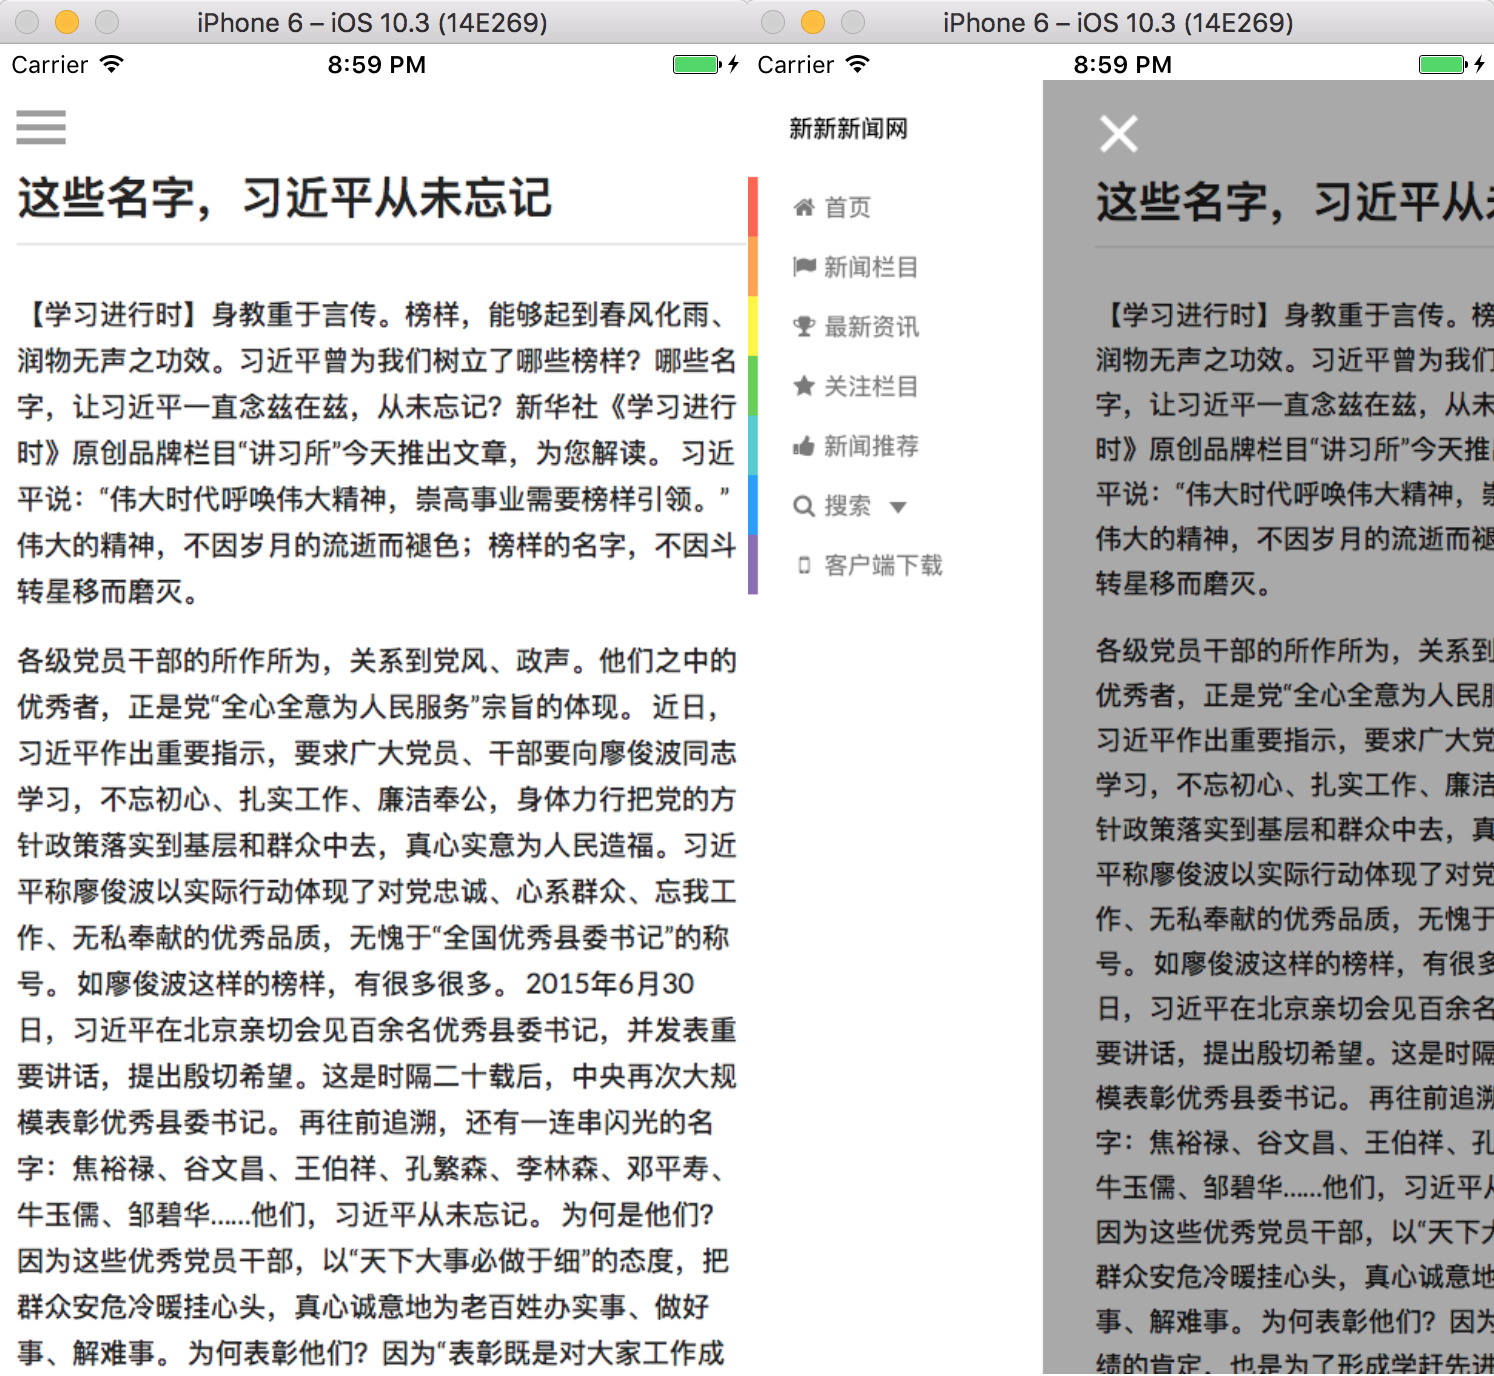 iPhone 6 – iOS 10.3 (14E269)
Carrier
8:59 PM
这些名字，习近平从未忘记
【学习进行时】身教重于言传。榜样，能够起到春风化雨、
润物无声之功效。习近平曾为我们树立了哪些榜样？哪些名
字，让习近平一直念兹在兹，从未忘记？新华社《学习进行
时》原创品牌栏目“讲习所”今天推出文章，为您解读。 习近
平说：“伟大时代呼唤伟大精神，崇高事业需要榜样引领。”
伟大的精神，不因岁月的流逝而褪色；榜样的名字，不因斗
转星移而磨灭。
各级党员干部的所作所为，关系到党风、政声。他们之中的
优秀者，正是党“全心全意为人民服务”宗旨的体现。 近日，
习近平作出重要指示，要求广大党员、干部要向廖俊波同志
学习，不忘初心、扎实工作、廉洁奉公，身体力行把党的方
针政策落实到基层和群众中去，真心实意为人民造福。习近
平称廖俊波以实际行动体现了对党忠诚、心系群众、忘我工
作、无私奉献的优秀品质，无愧于“全国优秀县委书记”的称
号。 如廖俊波这样的榜样，有很多很多。 2015年6月30
日，习近平在北京亲切会见百余名优秀县委书记，并发表重
要讲话，提出殷切希望。这是时隔二十载后，中央再次大规
模表彰优秀县委书记。 再往前追溯，还有一连串闪光的名
字：焦裕禄、谷文昌、王伯祥、孔繁森、李林森、邓平寿、
牛玉儒、邹碧华......他们，习近平从未忘记。 为何是他们？
因为这些优秀党员干部，以“天下大事必做于细”的态度，把
群众安危冷暖挂心头，真心诚意地为老百姓办实事、做好
事、解难事。 为何表彰他们？因为“表彰既是对大家工作成
iPhone 6 – iOS 10.3 (14E269)
Carrier
8:59 PM
新新新闻网
首页
新闻栏目
最新资讯
关注栏目
新闻推荐
搜索
客户端下载
这些名字，习近平从
【学习进行时】身教重于言传。榜
润物无声之功效。习近平曾为我们
字，让习近平一直念兹在兹，从未
时》原创品牌栏目“讲习所”今天推
平说：“伟大时代呼唤伟大精神，崇
伟大的精神，不因岁月的流逝而褪
转星移而磨灭。
各级党员干部的所作所为，关系到
优秀者，正是党“全心全意为人民服
习近平作出重要指示，要求广大党
学习，不忘初心、扎实工作、廉洁
针政策落实到基层和群众中去，真
平称廖俊波以实际行动体现了对党
作、无私奉献的优秀品质，无愧于
号。 如廖俊波这样的榜样，有很多
日，习近平在北京亲切会见百余名
要讲话，提出殷切希望。这是时隔
模表彰优秀县委书记。 再往前追溯
字：焦裕禄、谷文昌、王伯祥、孔
牛玉儒、邹碧华......他们，习近平从
因为这些优秀党员干部，以“天下大
群众安危冷暖挂心头，真心诚意地
事、解难事。 为何表彰他们？因为
绩的肯定，也是为了形成学赶先进